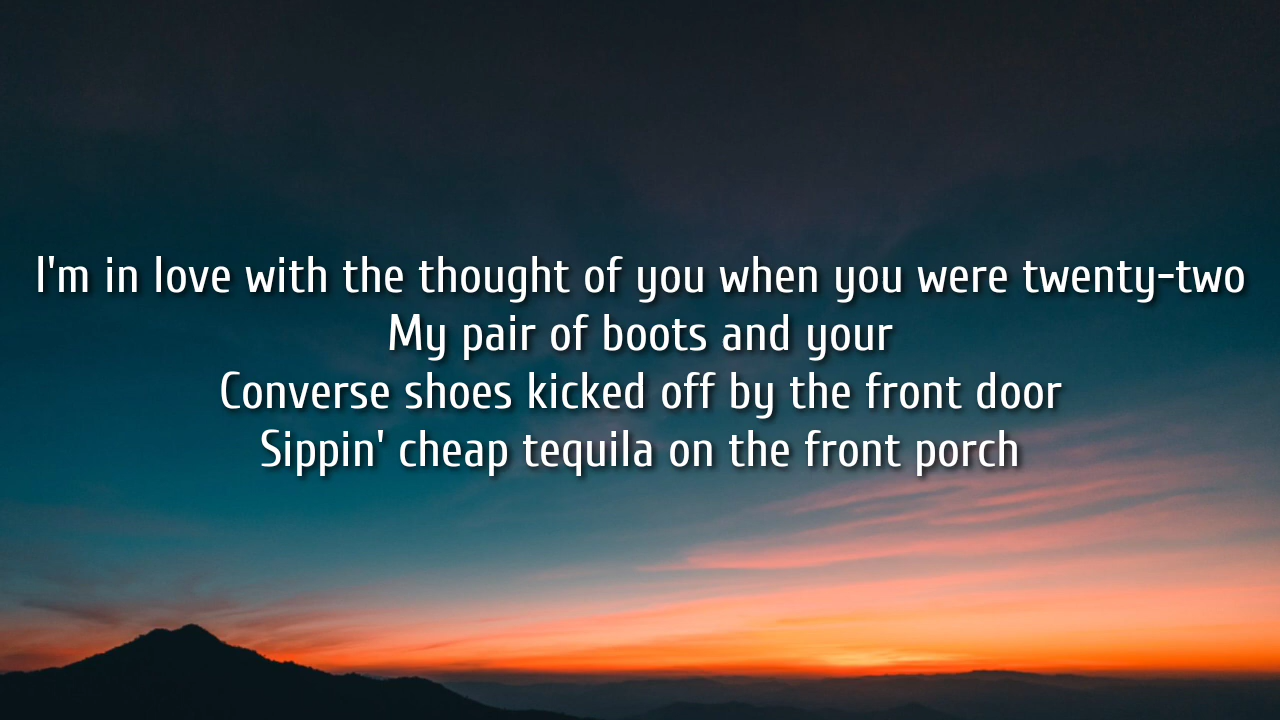 I'm in love with the thought of you when you were twenty-two
My pair of boots and your
Converse shoes kicked off by the front door
Sippin' cheap tequila on the front porch